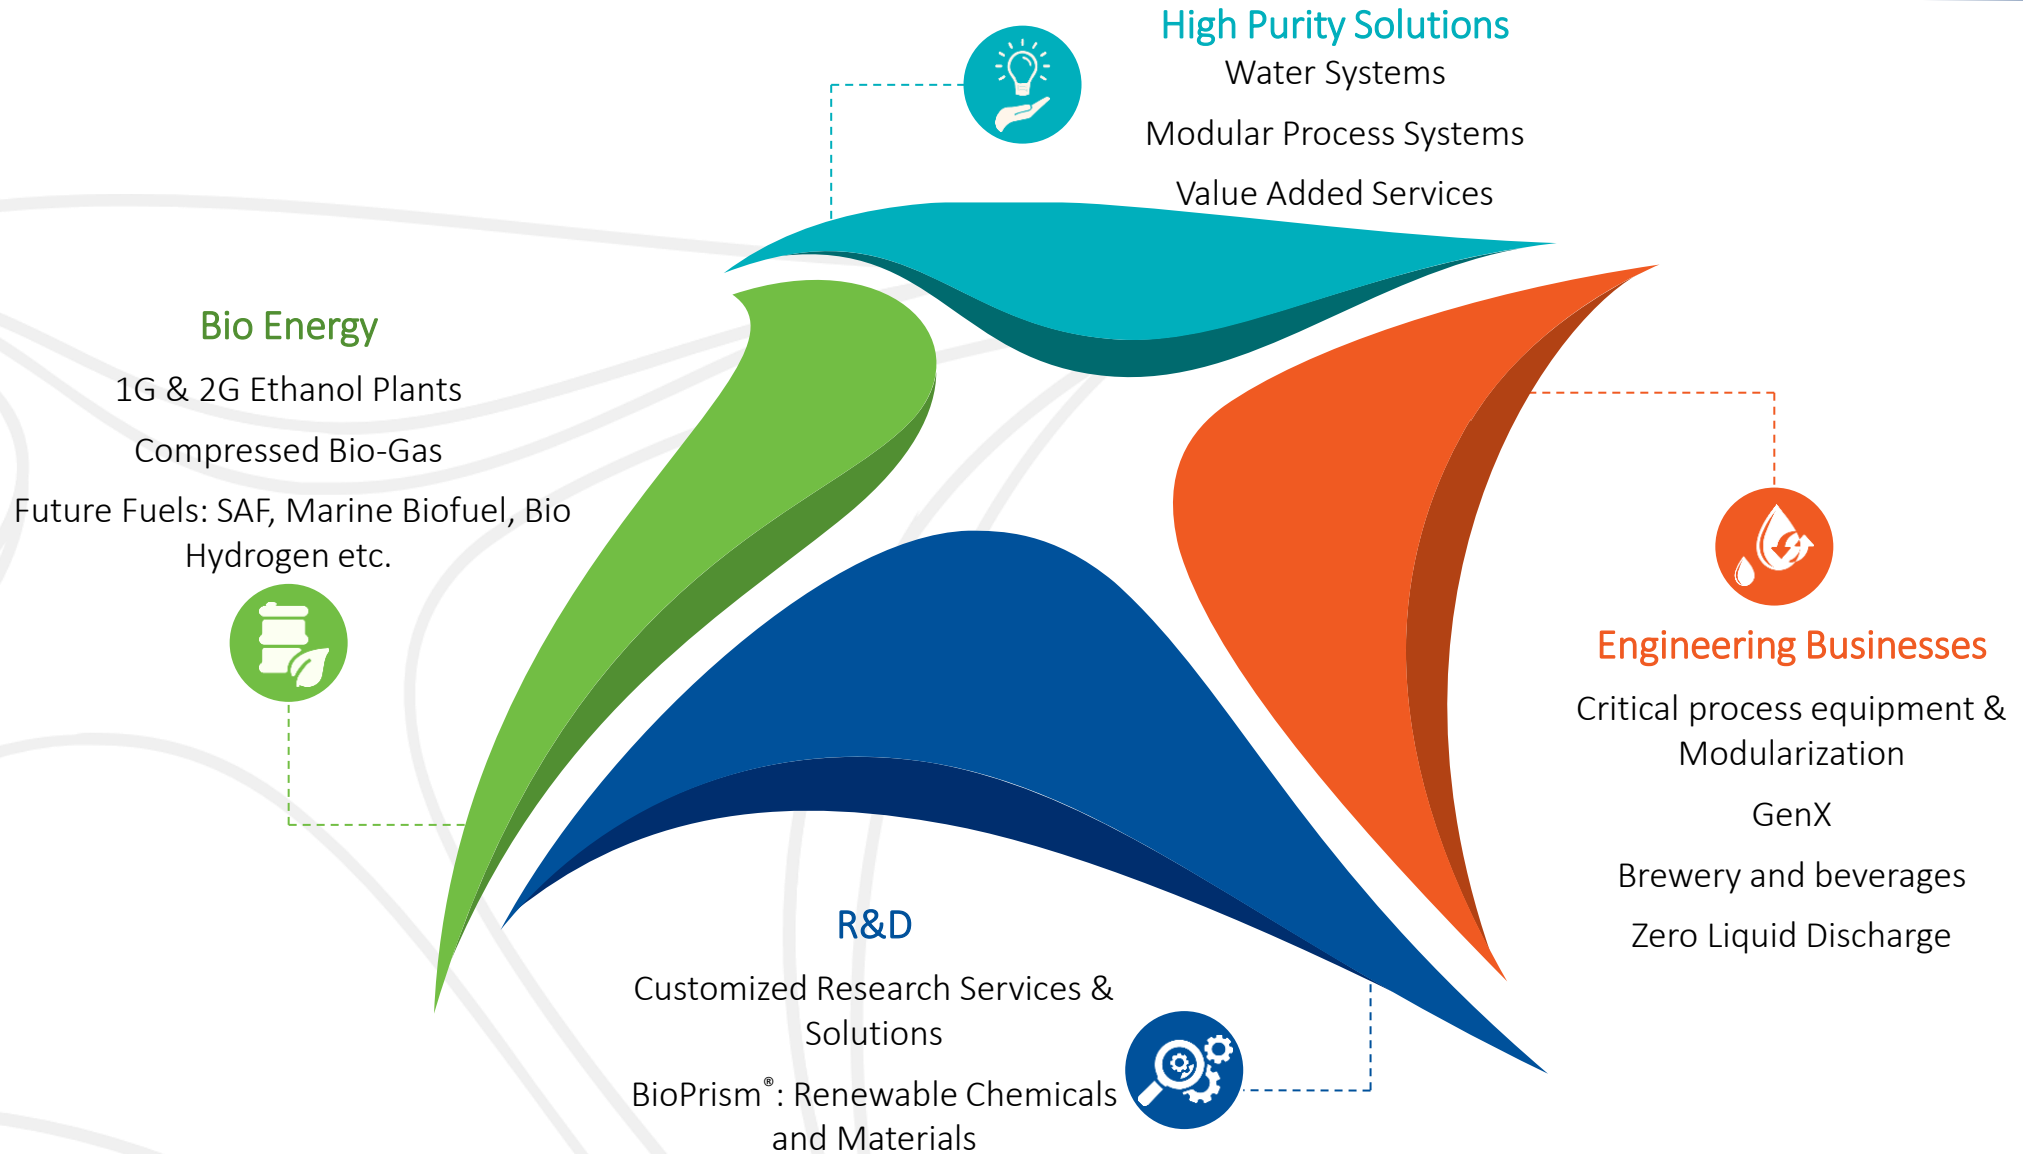 High Purity Solutions
Water Systems
Modular Process Systems
Value Added Services
Bio Energy
1G & 2G Ethanol Plants
Compressed Bio-Gas
Future Fuels: SAF, Marine Biofuel, Bio
Hydrogen etc.
Engineering Businesses
Critical process equipment &
Modularization
GenX
Brewery and beverages
Zero Liquid Discharge
R&D
Customized Research Services &
Solutions
BioPrism®: Renewable Chemicals
and Materials